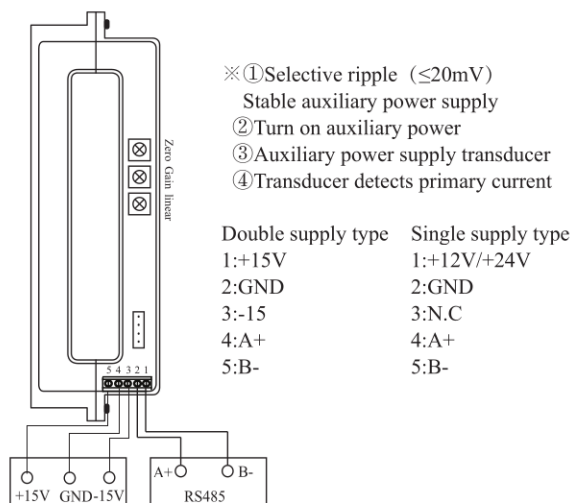 ※①Selective ripple（≤20mV）
Stable auxiliary power supply
②Turn on auxiliary power
③Auxiliary power supply transducer
④Transducer detects primary current
Zero Gain linear
Double supply type Single supply type
1:+15V 1:+12V/+24V
2:GND 2:GND
3:-15 3:N.C
4:A+ 4:A+
5:B- 5:B-
5 4 3 2 1
A+ B-
+15V GND -15V RS485